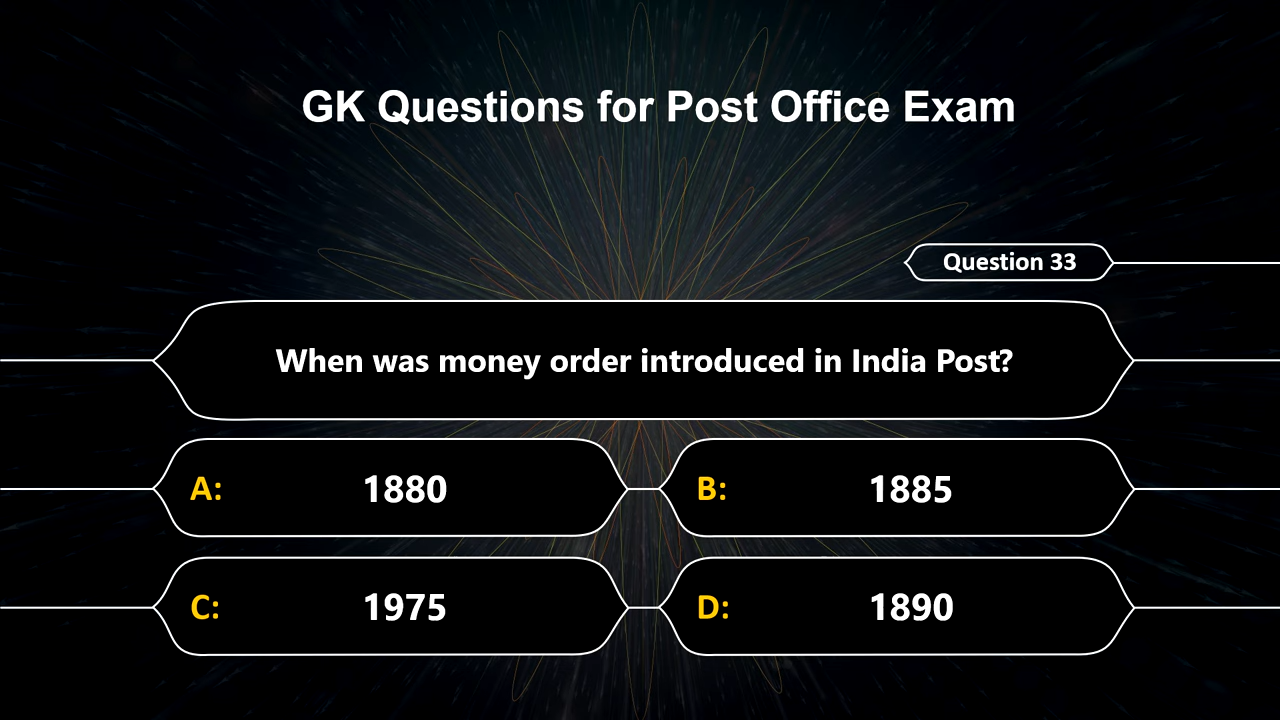 GK Questions for Post Office Exam
Question 33
When was money order introduced in India Post?
A: 1880
B: 1885
C: 1975
D: 1890